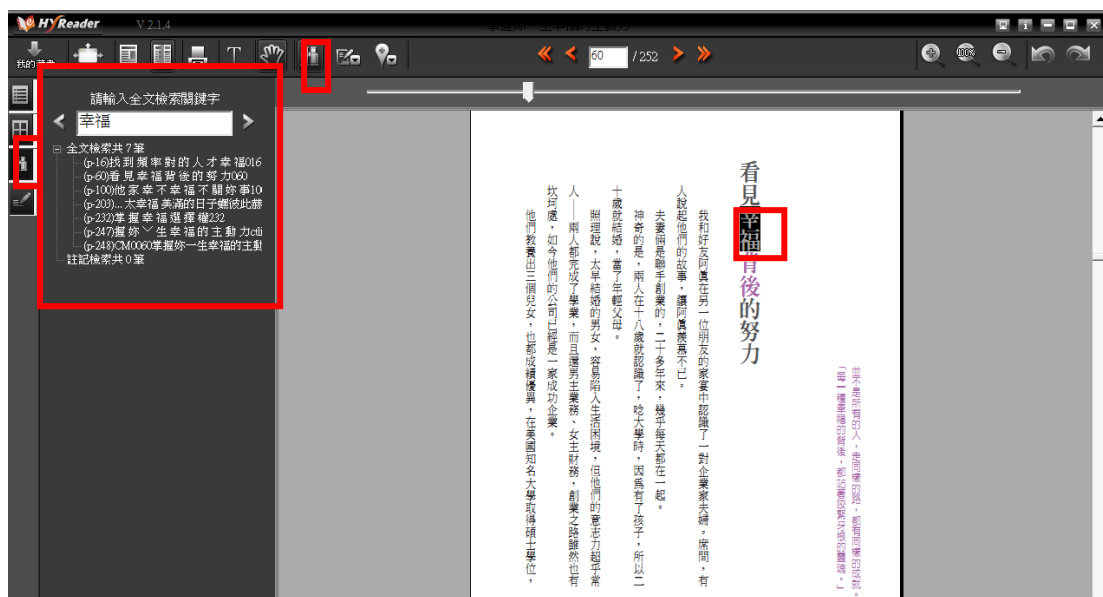 HyReader V 2.1.4
60 / 252
100%
請輸入全文檢索關鍵字
幸福
全文檢索共7筆
(p-16)找到頻率對的人才幸福016
(p-60)看見幸福背後的努力060
(p-100)他家幸不幸福不關妳事10
(p-203)...太幸福美滿的日子彼此
(p-232)掌握幸福選擇權232
(p-247)握妳一生幸福的主動力
(p-248)CM0060掌握妳一生幸福的主動
註記檢索共0筆
並不是所有的人，走同樣的路，都有同樣的成就。
「每一種幸福的背後，都站著咬緊牙根的靈魂。」
看見幸福背後的努力
我和好友阿真在另一位朋友的家宴中認識了一對企業家夫婦。席間，有
人說起他們的故事，讓阿真羨慕不已。
夫妻倆是聯手創業的，二十多年來，幾乎每天都在一起。
神奇的是，兩人在十八歲就認識了，唸大學時，因為有了孩子，所以二
十歲就結婚，當了年輕父母。
照理說，太早結婚的男女，容易陷入生活困境，但他們的意志力超乎常
人——兩人都完成了學業，而且還男主業務、女主財務，創業之路雖然也有
坎坷處，如今他們的公司已經是一家成功企業。
他們教養出三個兒女，也都成績優異，在美國知名大學取得碩士學位，